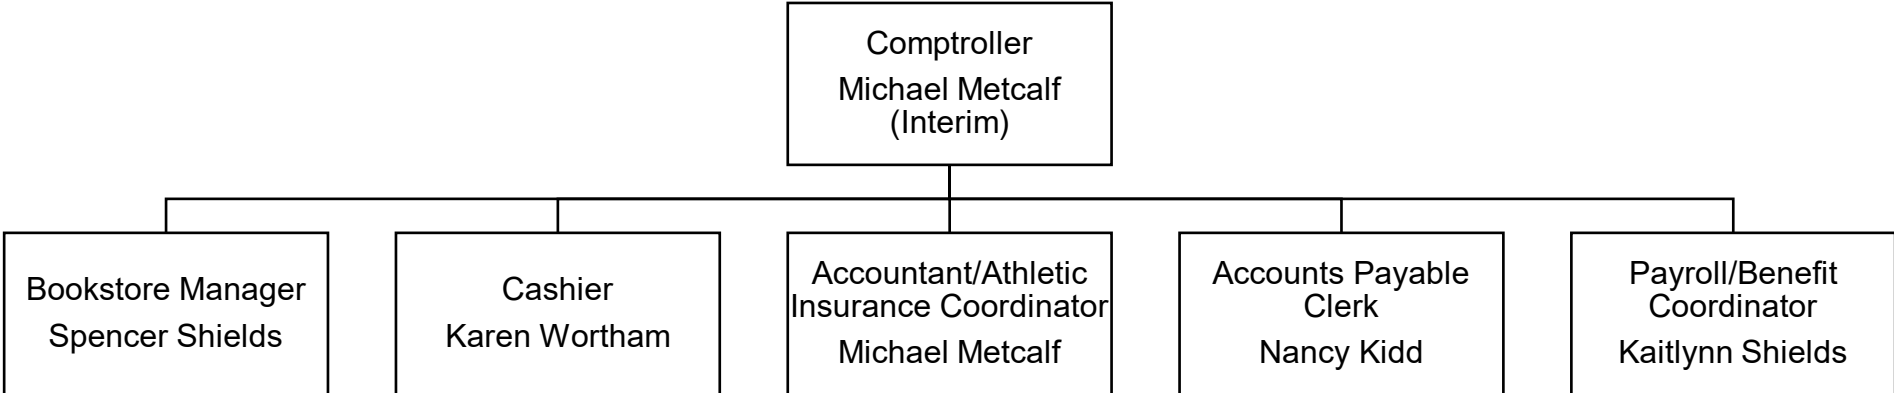 Comptroller
Michael Metcalf
(Interim)
Bookstore Manager
Spencer Shields
Cashier
Karen Wortham
Accountant/Athletic
Insurance Coordinator
Michael Metcalf
Accounts Payable
Clerk
Nancy Kidd
Payroll/Benefit
Coordinator
Kaitlynn Shields